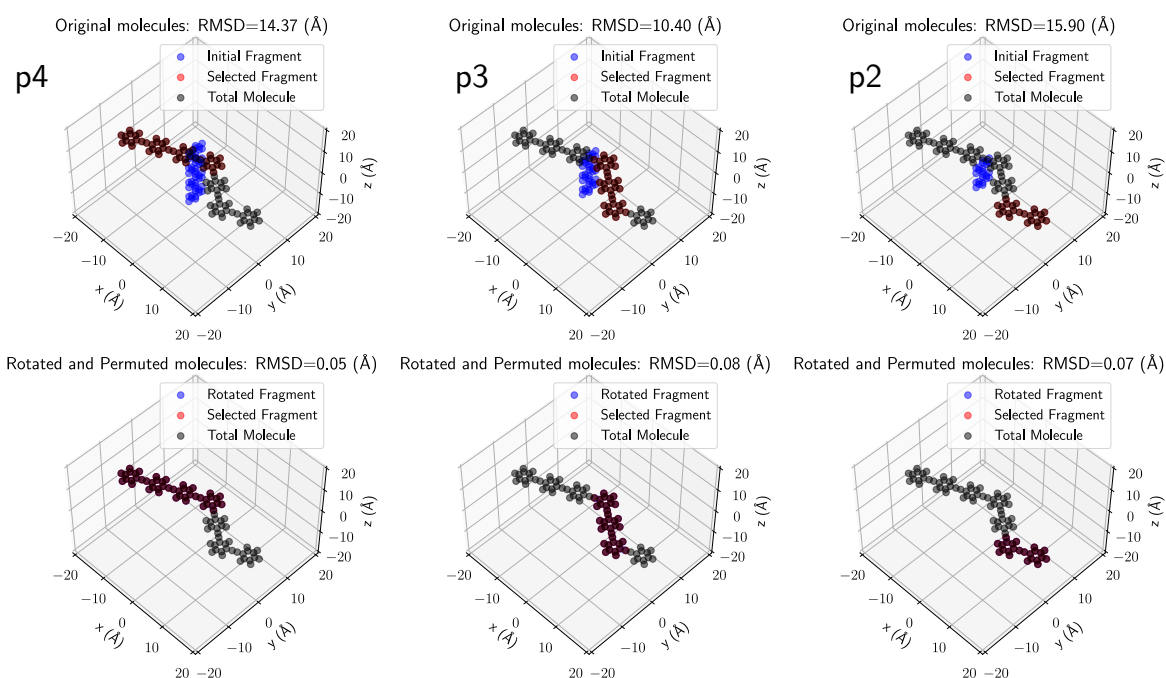 Original molecules: RMSD=14.37 (Å)
p4
Initial Fragment
Selected Fragment
Total Molecule
20
10
0
−10
−20
z (Å)
−20
−10
0
10
20
x (Å)
−20
−10
0
10
20
y (Å)
Original molecules: RMSD=10.40 (Å)
p3
Initial Fragment
Selected Fragment
Total Molecule
20
10
0
−10
−20
z (Å)
−20
−10
0
10
20
x (Å)
−20
−10
0
10
20
y (Å)
Original molecules: RMSD=15.90 (Å)
p2
Initial Fragment
Selected Fragment
Total Molecule
20
10
0
−10
−20
z (Å)
−20
−10
0
10
20
x (Å)
−20
−10
0
10
20
y (Å)
Rotated and Permuted molecules: RMSD=0.05 (Å)
Rotated Fragment
Selected Fragment
Total Molecule
20
10
0
−10
−20
z (Å)
−20
−10
0
10
20
x (Å)
−20
−10
0
10
20
y (Å)
Rotated and Permuted molecules: RMSD=0.08 (Å)
Rotated Fragment
Selected Fragment
Total Molecule
20
10
0
−10
−20
z (Å)
−20
−10
0
10
20
x (Å)
−20
−10
0
10
20
y (Å)
Rotated and Permuted molecules: RMSD=0.07 (Å)
Rotated Fragment
Selected Fragment
Total Molecule
20
10
0
−10
−20
z (Å)
−20
−10
0
10
20
x (Å)
−20
−10
0
10
20
y (Å)